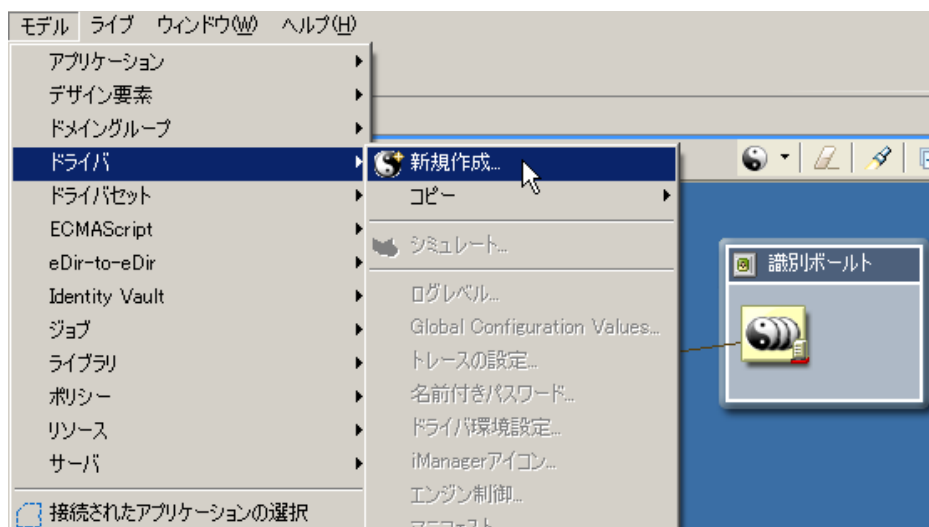 モデル ライブ ウィンドウ(W) ヘルプ(H)
アプリケーション
デザイン要素
ドメイングループ
ドライバ
ドライバセット
ECMAScript
eDir-to-eDir
Identity Vault
ジョブ
ライブラリ
ポリシー
リソース
サーバ
接続されたアプリケーションの選択
新規作成...
コピー
シミュレート...
ログレベル...
Global Configuration Values...
トレースの設定...
名前付きパスワード...
ドライバ環境設定...
iManagerアイコン...
エンジン制御...
マニフェスト
識別ボールト